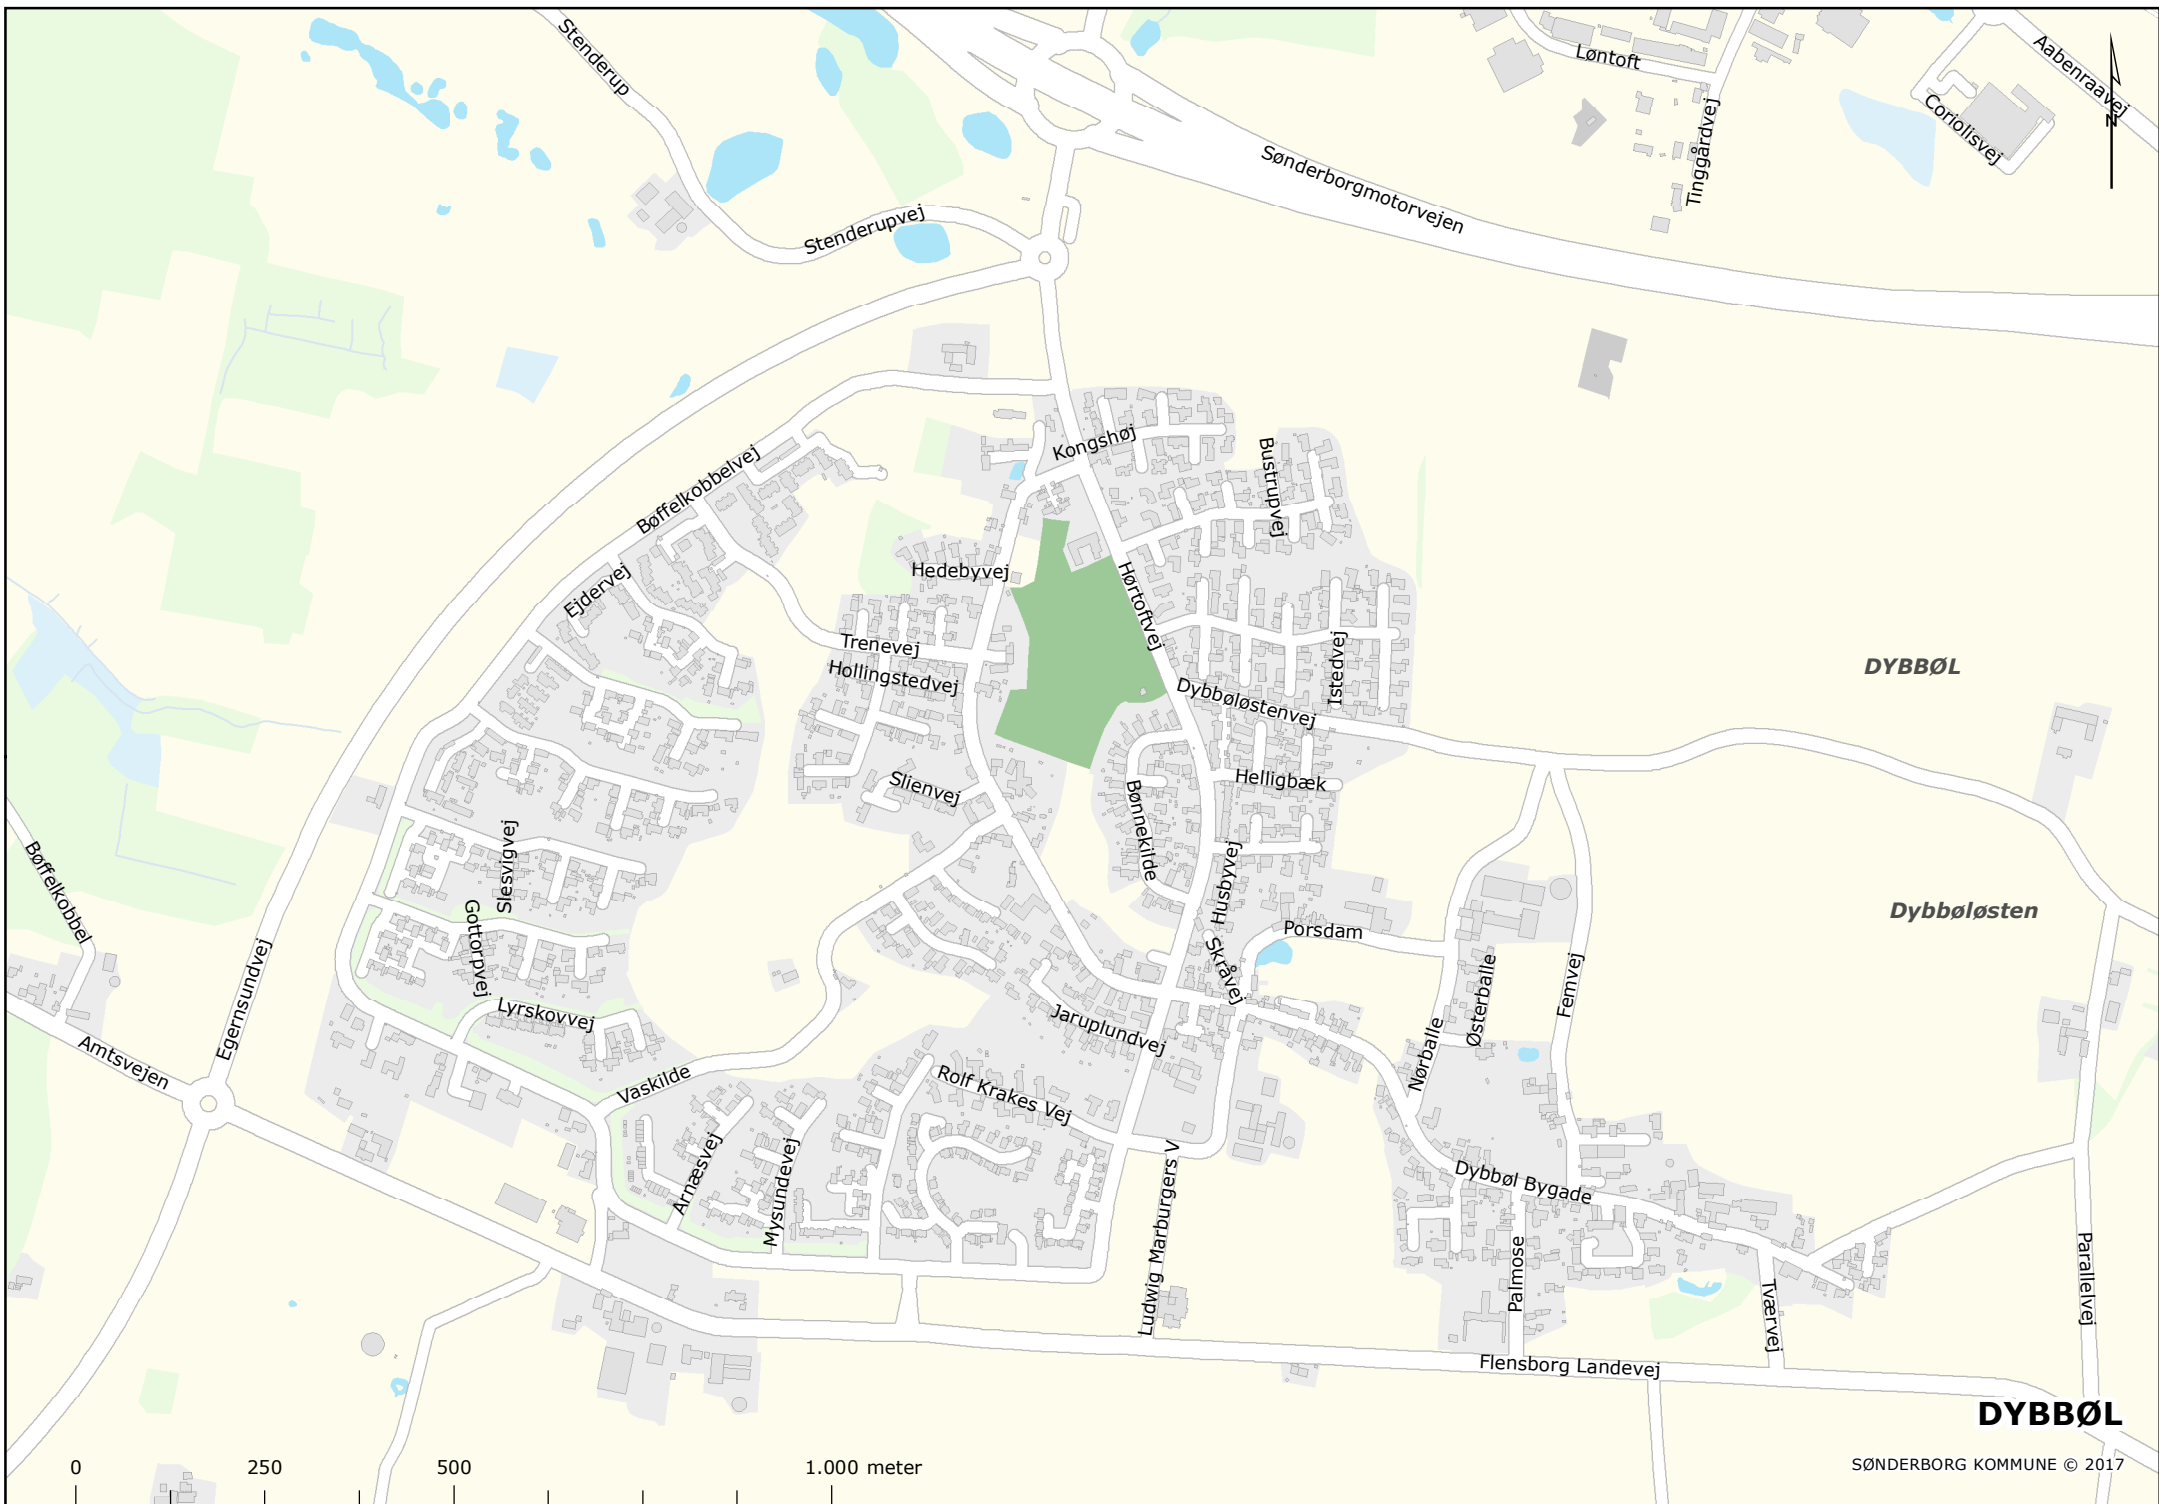 Stenderup
Løntoft
Aabenraavej
Coriolisvej
N
Tinggårdvej
Sønderborgmotorvejen
Stenderupvej
Kongshøj
Bustrupvej
Bøffelkobbelvej
Hedebyvej
Ejdervej
Hørtoftvej
Trenevej
Hollingstedvej
Istedvej
DYBBØL
Dybbøløstenvej
Helligbæk
Slienvej
Bønnekilde
Slesvigvej
Husbyvej
Bøffelkobbel
Gottorpvej
Dybbøløsten
Porsdam
Skråvej
Egernsundvej
Østerballe
Femvej
Lyrskovvej
Jaruplundvej
Nørballe
Amtsvejen
Vaskilde
Rolf Krakes Vej
Arnæsvej
Mysundevej
Ludwig Marburgers V
Dybbøl Bygade
Palmose
Tværvej
Parallelvej
Flensborg Landevej
DYBBØL
0 250 500 1.000 meter
SØNDERBORG KOMMUNE © 2017